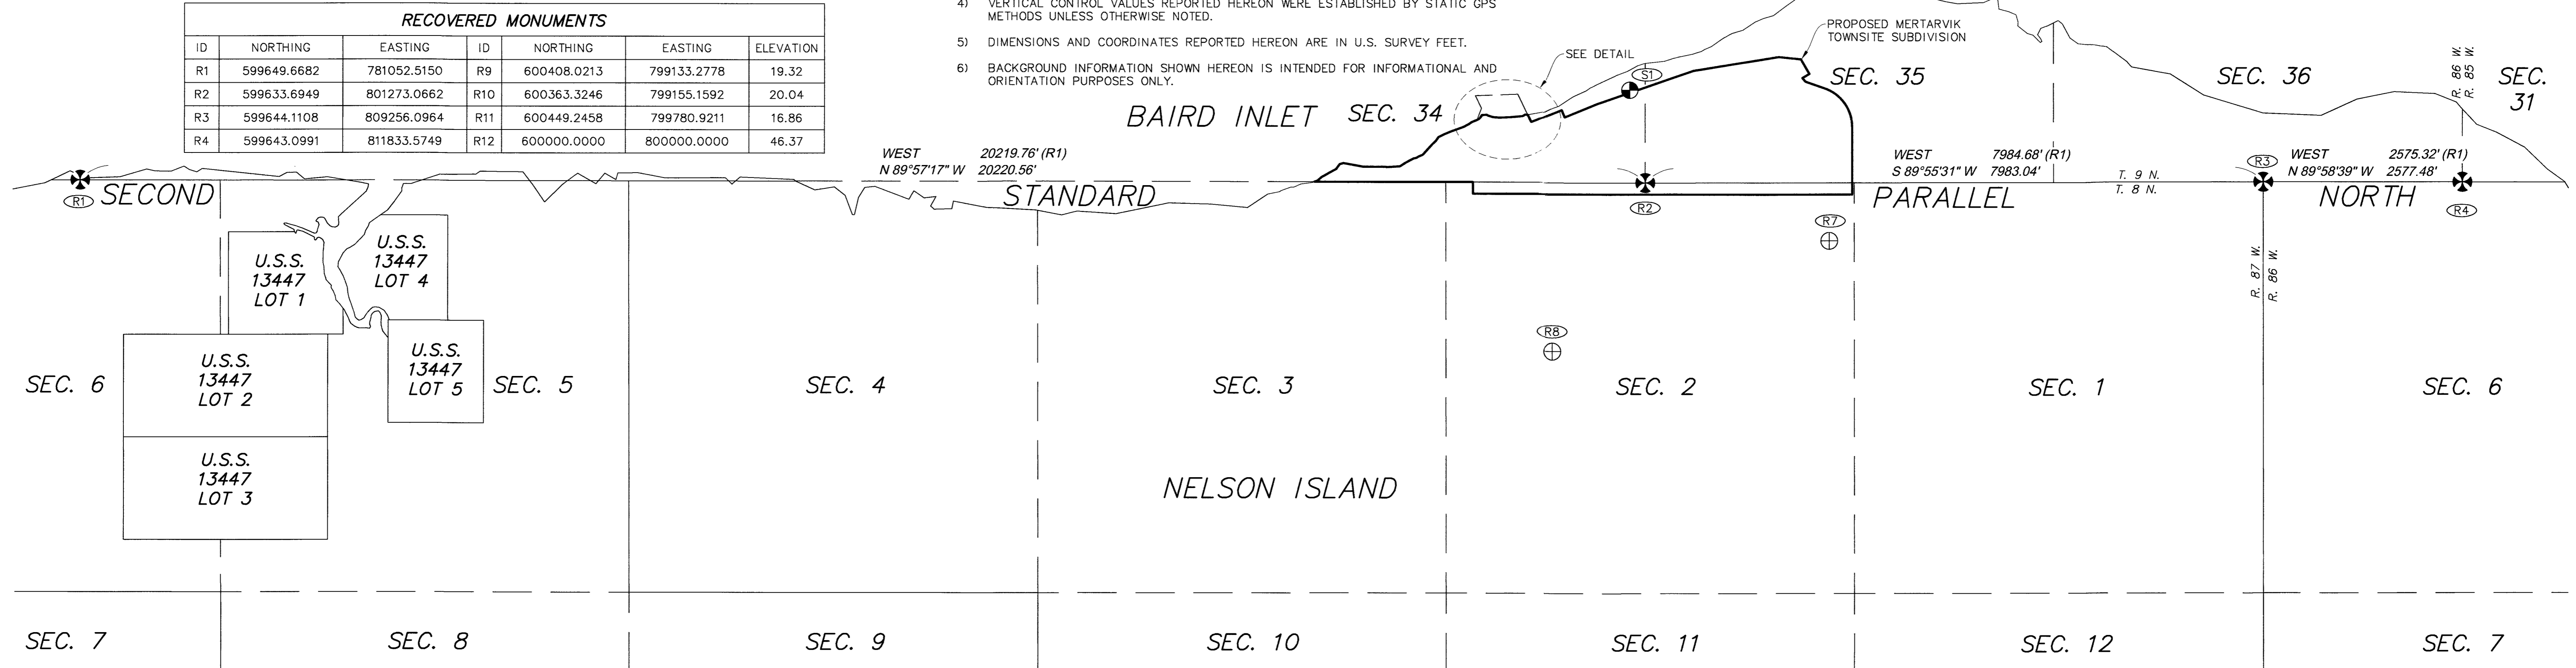 RECOVERED MONUMENTS
ID NORTHING EASTING ID NORTHING EASTING ELEVATION
R1 599649.6682 781052.5150 R9 600408.0213 799133.2778 19.32
R2 599633.6949 801273.0662 R10 600363.3246 799155.1592 20.04
R3 599644.1108 809256.0964 R11 600449.2458 799780.9211 16.86
R4 599643.0991 811833.5749 R12 600000.0000 800000.0000 46.37
4) VERTICAL CONTROL VALUES REPORTED HEREON WERE ESTABLISHED BY STATIC GPS
METHODS UNLESS OTHERWISE NOTED.
5) DIMENSIONS AND COORDINATES REPORTED HEREON ARE IN U.S. SURVEY FEET.
6) BACKGROUND INFORMATION SHOWN HEREON IS INTENDED FOR INFORMATIONAL AND
ORIENTATION PURPOSES ONLY.
PROPOSED MERTARVIK
TOWNSITE SUBDIVISION
SEE DETAIL
S1
SEC. 35
SEC. 36
R. 86 W.
R. 85 W.
SEC.
31
BAIRD INLET
SEC. 34
WEST 20219.76' (R1)
N 89°57'17" W 20220.56'
WEST 7984.68' (R1)
S 89°55'31" W 7983.04'
T. 9 N.
T. 8 N.
R3
WEST 2575.32' (R1)
N 89°58'39" W 2577.48'
R1
SECOND
STANDARD
R2
PARALLEL
NORTH
R4
R7
U.S.S.
13447
LOT 1
U.S.S.
13447
LOT 4
R. 87 W.
R. 86 W.
R8
U.S.S.
13447
LOT 2
U.S.S.
13447
LOT 5
SEC. 6
SEC. 5
SEC. 4
SEC. 3
SEC. 2
SEC. 1
SEC. 6
U.S.S.
13447
LOT 3
NELSON ISLAND
SEC. 7
SEC. 8
SEC. 9
SEC. 10
SEC. 11
SEC. 12
SEC. 7